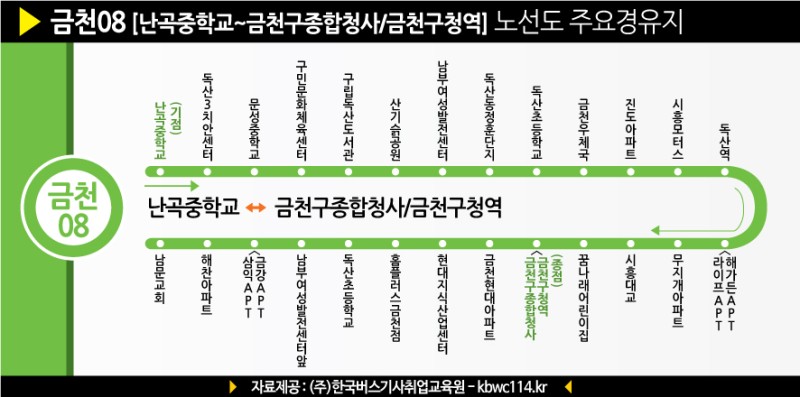 금천08 [난곡중학교~금천구종합청사/금천구청역] 노선도 주요경유지
난곡중학교
(기점)
독산3치안센터
문성중학교
구민문화체육센터
구립독산도서관
산기슭공원
남부여성발전센터
독산동정훈단지
독산초등학교
금천우체국
진도아파트
시흥모터스
독산역
금천
08
난곡중학교 ↔ 금천구종합청사/금천구청역
남문교회
해찬아파트
<금강APT
삼익APT
남부여성발전센터앞
독산초등학교
홈플러스금천점
현대지식산업센터
금천현대아파트
(종점)
<금천구청역
금천구종합청사
꿈나래어린이집
시흥대교
무지개아파트
<해가든APT
라이프APT
자료제공 : (주)한국버스기사취업교육원 - kbwc114.kr